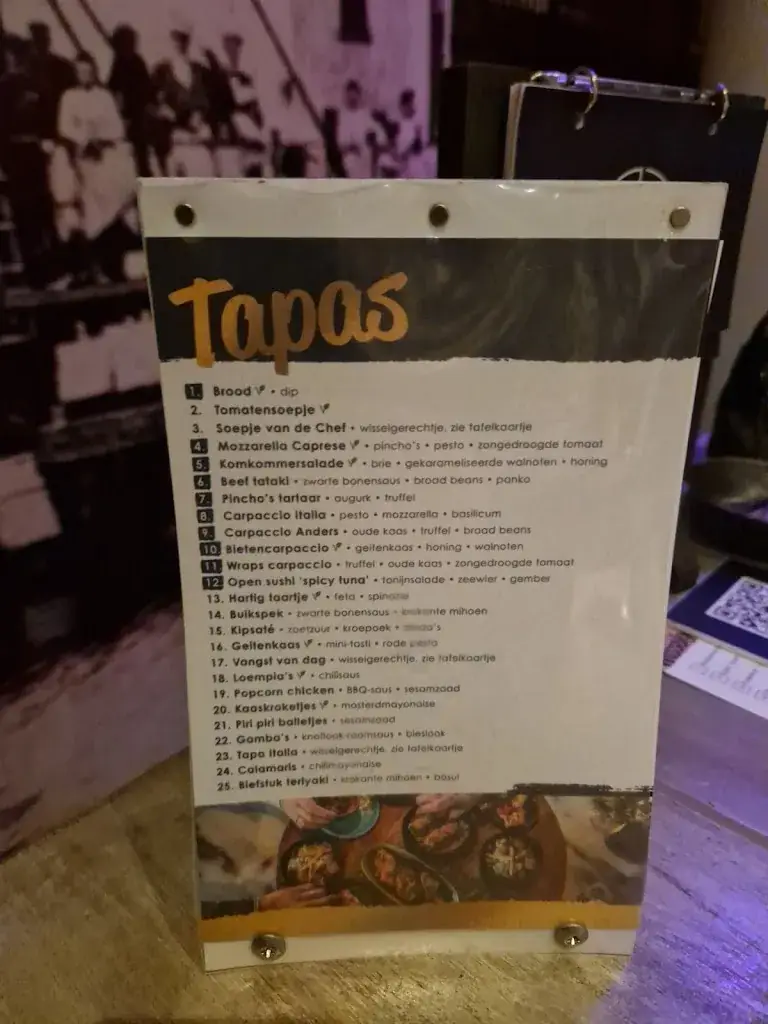 Tapas
1. Brood • dip
2. Tomatensoepje
3. Soepje van de Chef • wisselgerechtje, zie tafelkaartje
4. Mozzarella Caprese • pincho's • pesto • zongedroogde tomaat
5. Komkommersalade • brie • gekarameliseerde walnoten • honing
6. Beef tataki • zwarte bonensaus • broad beans • panko
7. Pincho's tartaar • augurk • truffel
8. Carpaccio Italia • pesto • mozzarella • basilicum
9. Carpaccio Anders • oude kaas • truffel • broad beans
10. Bietencarpaccio • geitenkaas • honing • walnoten
11. Wraps carpaccio • truffel • oude kaas • zongedroogde tomaat
12. Open sushi 'spicy tuna' • tonijnsalade • zeewier • gember
13. Hartig taartje • feta • spinazie
14. Buikspek • zwarte bonensaus • krokante mihoen
15. Kipsaté • zoetzuur • kroepoek
16. Geitenkaas • mini-tosti • rode pesto
17. Vangst van dag • wisselgerechtje, zie tafelkaartje
18. Loempia's • chilisaus
19. Popcorn chicken • BBQ-saus • sesamzaad
20. Kaaskroketjes • mosterdmayonaise
21. Piri piri balletjes • sesamzaad
22. Gamba's • knoflook-roomsaus • bieslook
23. Tapa Italia • wisselgerechtje, zie tafelkaartje
24. Calamaris • chilimayonaise
25. Biefstuk teriyaki • krokante mihoen • bosui